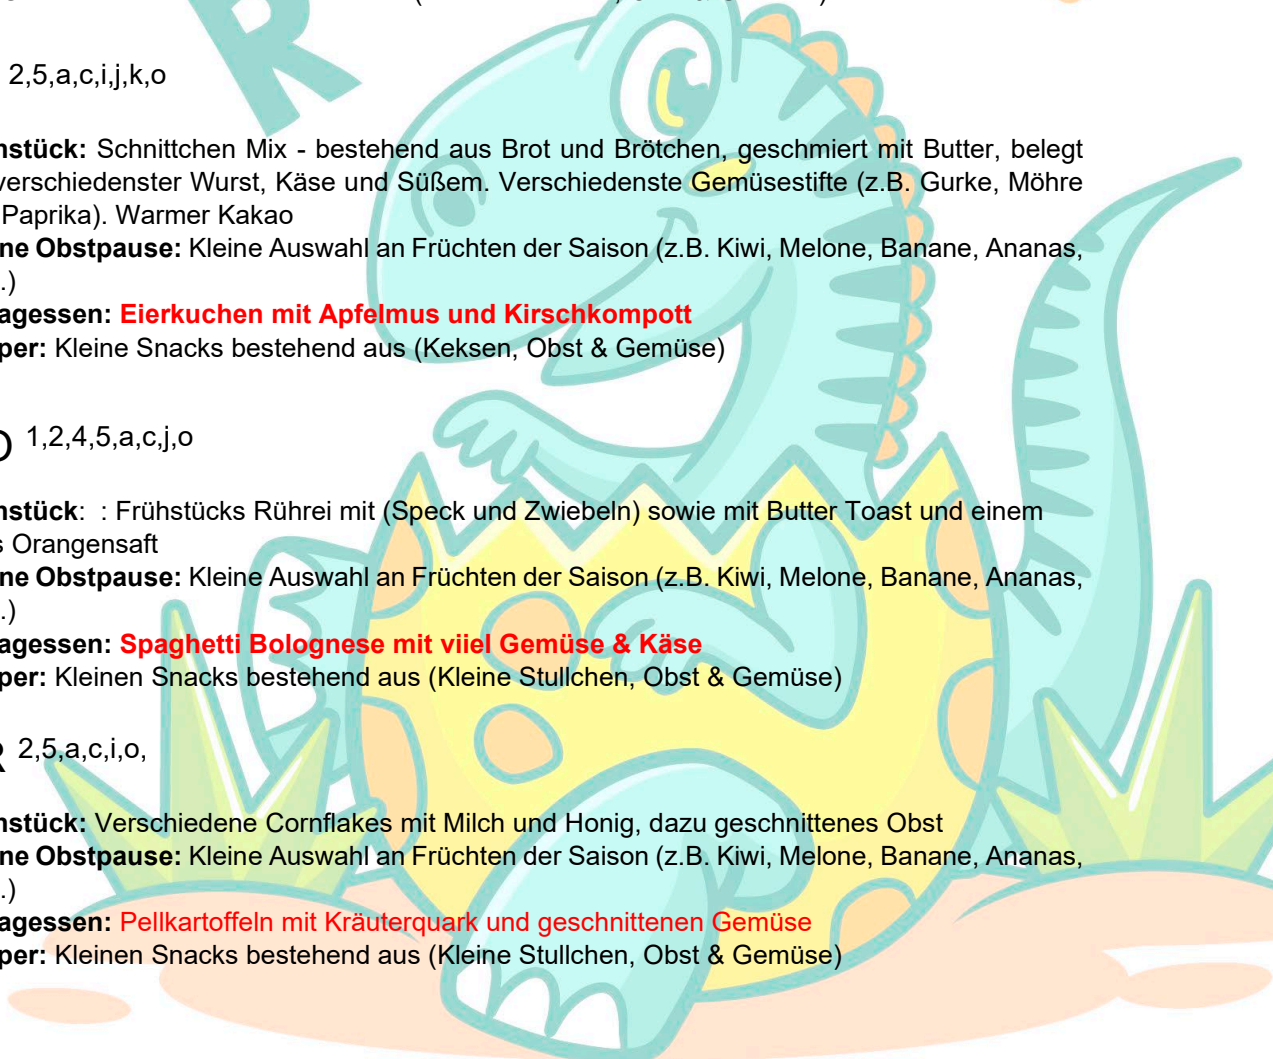 R
2,5,a,c,i,j,k,o
nstück: Schnittchen Mix - bestehend aus Brot und Brötchen, geschmiert mit Butter, belegt
verschiedenster Wurst, Käse und Süßem. Verschiedenste Gemüsestifte (z.B. Gurke, Möhre
Paprika). Warmer Kakao
ne Obstpause: Kleine Auswahl an Früchten der Saison (z.B. Kiwi, Melone, Banane, Ananas,
.)
agessen: Eierkuchen mit Apfelmus und Kirschkompott
per: Kleine Snacks bestehend aus (Keksen, Obst & Gemüse)
1,2,4,5,a,c,j,o
nstück: : Frühstücks Rührei mit (Speck und Zwiebeln) sowie mit Butter Toast und einem
s Orangensaft
ne Obstpause: Kleine Auswahl an Früchten der Saison (z.B. Kiwi, Melone, Banane, Ananas,
.)
agessen: Spaghetti Bolognese mit viiel Gemüse & Käse
per: Kleinen Snacks bestehend aus (Kleine Stullchen, Obst & Gemüse)
R 2,5,a,c,i,o,
nstück: Verschiedene Cornflakes mit Milch und Honig, dazu geschnittenes Obst
ne Obstpause: Kleine Auswahl an Früchten der Saison (z.B. Kiwi, Melone, Banane, Ananas,
.)
agessen: Pellkartoffeln mit Kräuterquark und geschnittenen Gemüse
per: Kleinen Snacks bestehend aus (Kleine Stullchen, Obst & Gemüse)